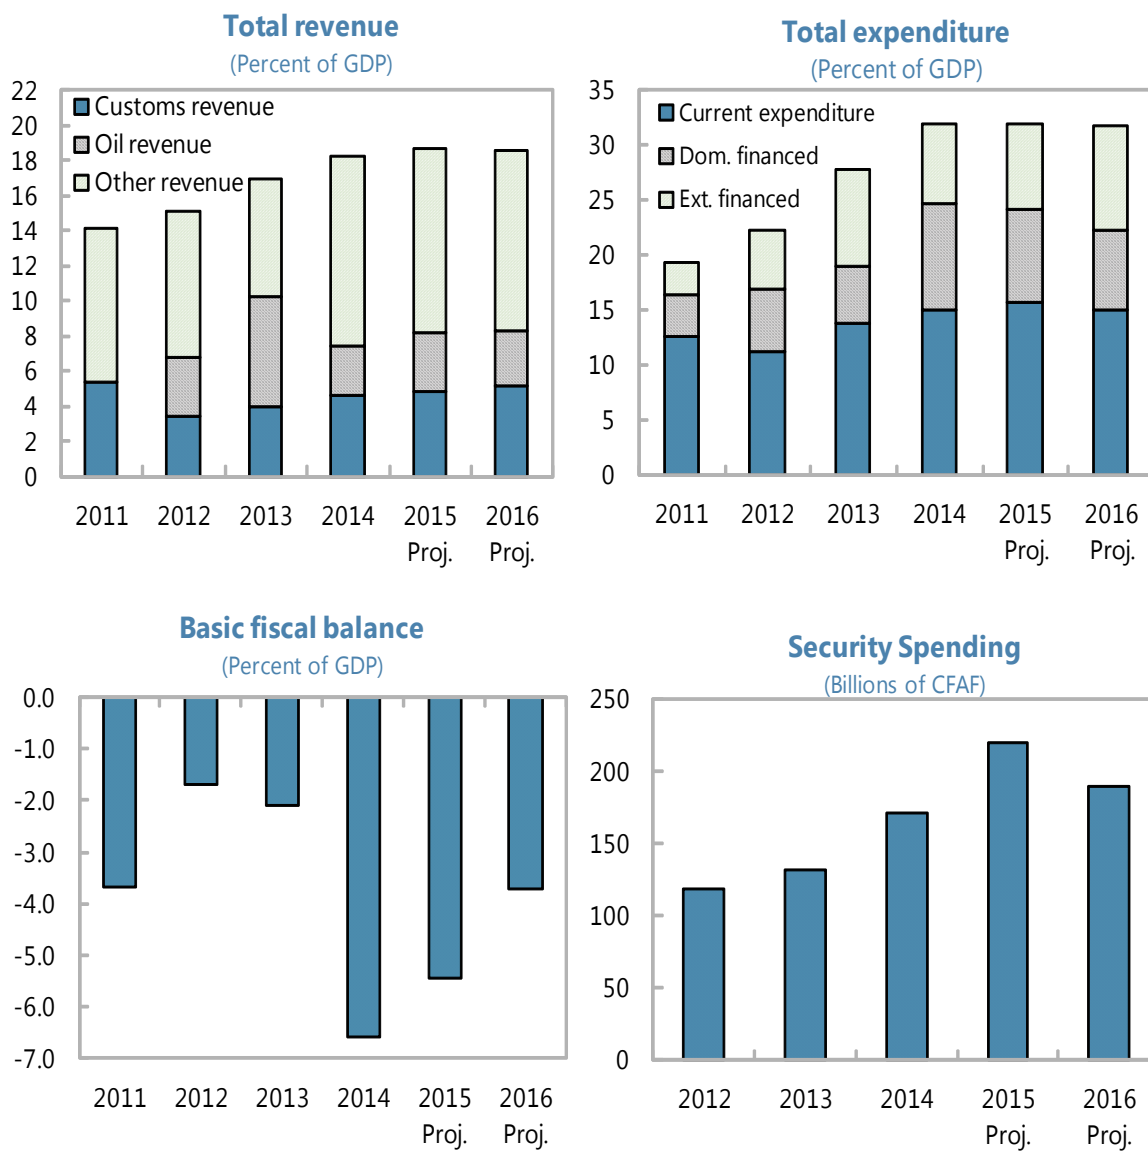 Total revenue
(Percent of GDP)
22
20
18
16
14
12
10
8
6
4
2
0
Customs revenue
Oil revenue
Other revenue
2011 2012 2013 2014 2015 2016
Proj. Proj.
Total expenditure
(Percent of GDP)
35
30
25
20
15
10
5
0
Current expenditure
Dom. financed
Ext. financed
2011 2012 2013 2014 2015 2016
Proj. Proj.
Basic fiscal balance
(Percent of GDP)
0.0
-1.0
-2.0
-3.0
-4.0
-5.0
-6.0
-7.0
2011 2012 2013 2014 2015 2016
Proj. Proj.
Security Spending
(Billions of CFAF)
250
200
150
100
50
0
2012 2013 2014 2015 2016
Proj. Proj.